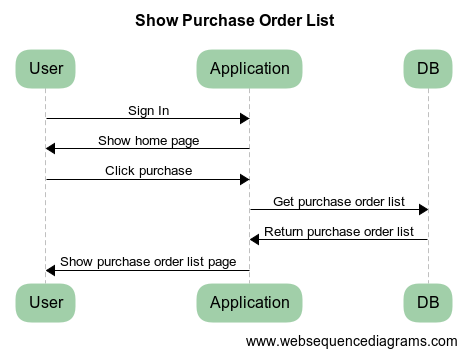 Show Purchase Order List
User
Application
DB
Sign In
Show home page
Click purchase
Get purchase order list
Return purchase order list
Show purchase order list page
User
Application
DB
www.websequencediagrams.com